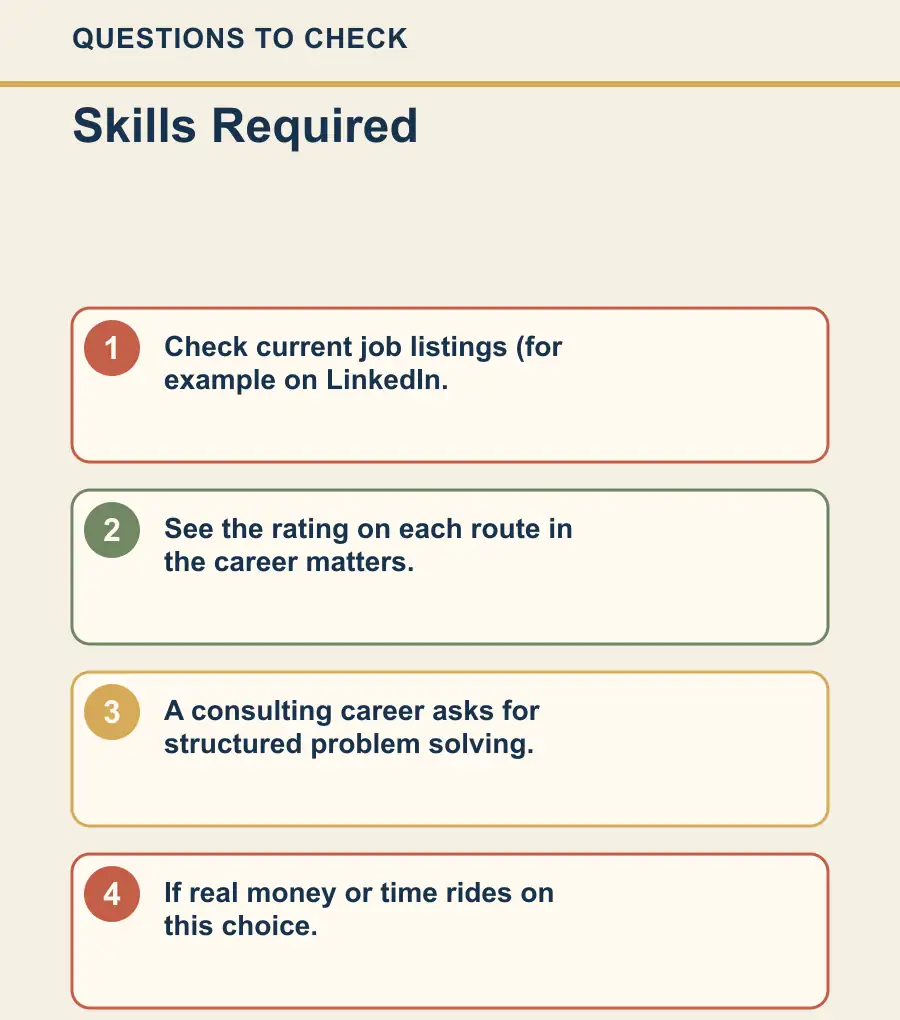 QUESTIONS TO CHECK
Skills Required
1
Check current job listings (for
example on LinkedIn.
2
See the rating on each route in
the career matters.
3
A consulting career asks for
structured problem solving.
4
If real money or time rides on
this choice.